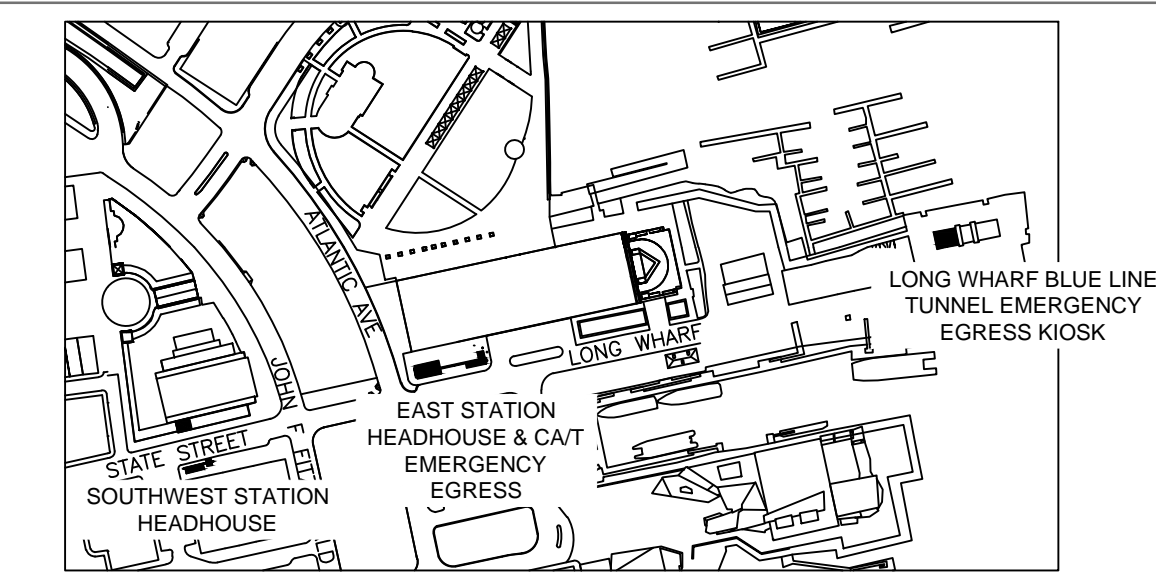 ATLANTIC AVE
LONG WHARF BLUE LINE
TUNNEL EMERGENCY
EGRESS KIOSK
LONG WHARF
JOHN F
EAST STATION
HEADHOUSE & CA/T
EMERGENCY
EGRESS
STATE STREET
SOUTHWEST STATION
HEADHOUSE